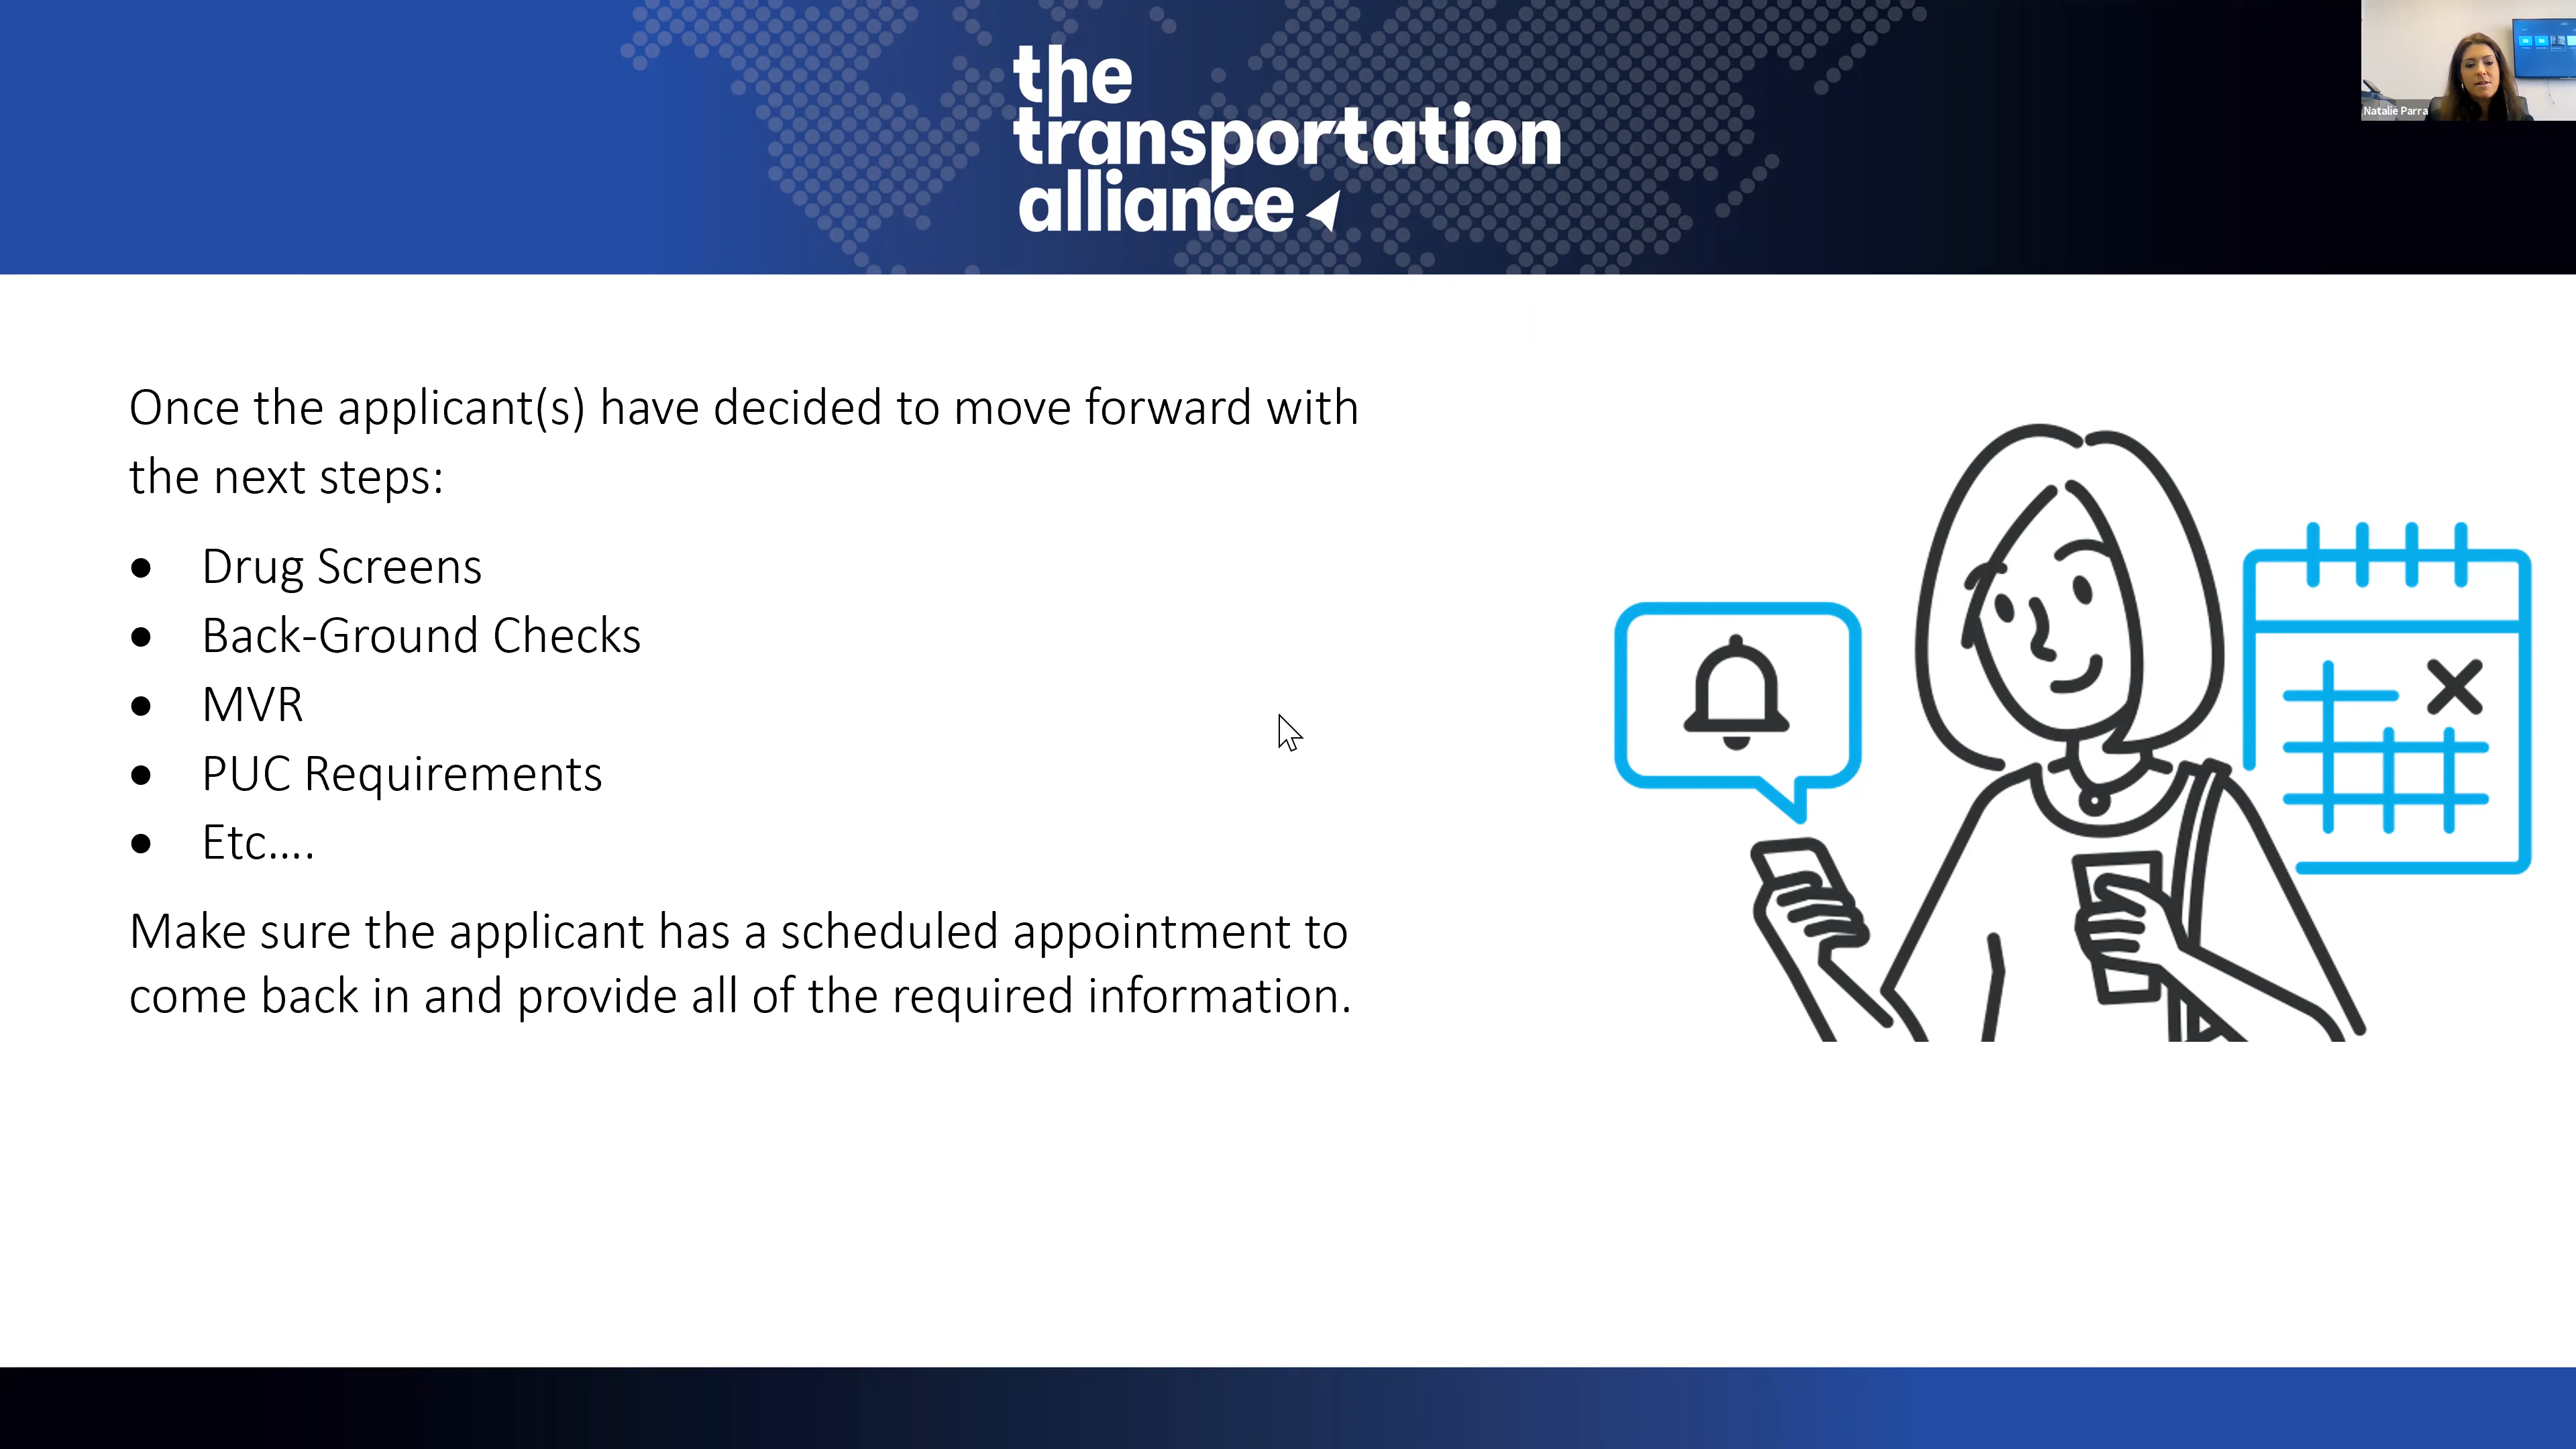 the
transportation
alliance
Natalie Parra
Once the applicant(s) have decided to move forward with
the next steps:
• Drug Screens
• Back-Ground Checks
• MVR
• PUC Requirements
• Etc....
Make sure the applicant has a scheduled appointment to
come back in and provide all of the required information.